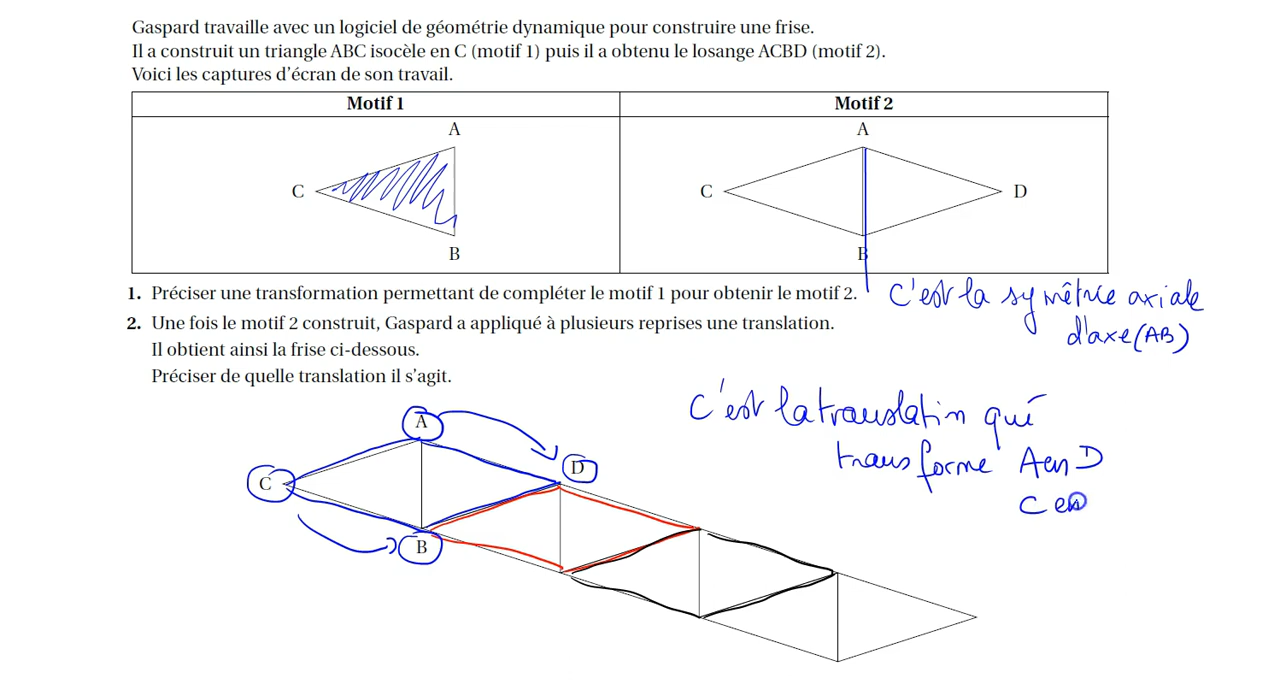 Gaspard travaille avec un logiciel de géométrie dynamique pour construire une frise.
Il a construit un triangle ABC isocèle en C (motif 1) puis il a obtenu le losange ACBD (motif 2).
Voici les captures d'écran de son travail.
Motif 1
Motif 2
A
C
B
A
C
D
B
1. Préciser une transformation permettant de compléter le motif 1 pour obtenir le motif 2.
c'est la symétrie axiale
d'axe (AB)
2. Une fois le motif 2 construit, Gaspard a appliqué à plusieurs reprises une translation.
Il obtient ainsi la frise ci-dessous.
Préciser de quelle translation il s'agit.
c'est la translatin qui
transforme A en D
C en
A
D
C
B